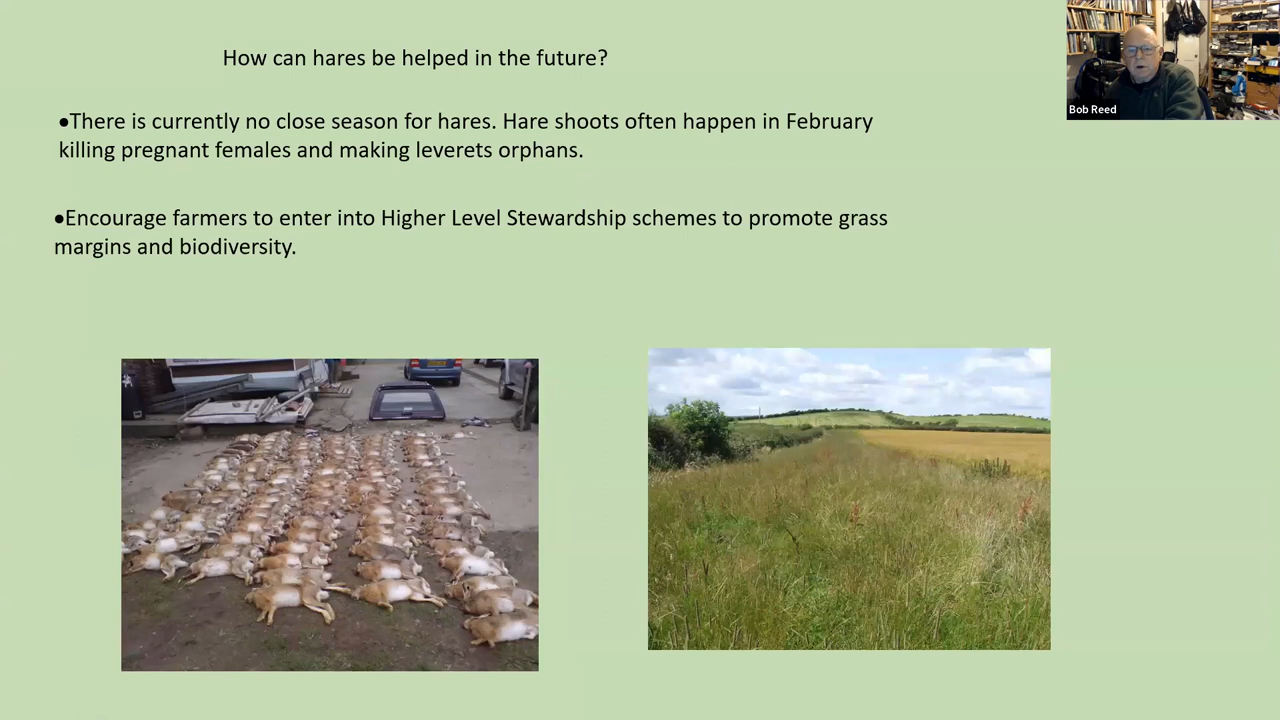 How can hares be helped in the future?
•There is currently no close season for hares. Hare shoots often happen in February
killing pregnant females and making leverets orphans.
•Encourage farmers to enter into Higher Level Stewardship schemes to promote grass
margins and biodiversity.
Bob Reed